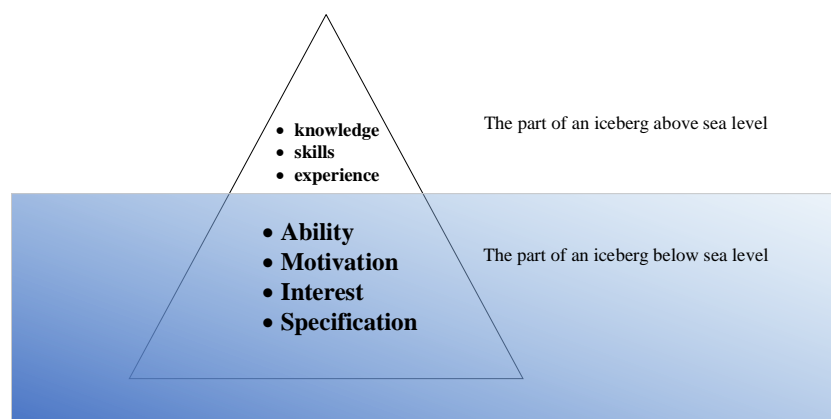 The part of an iceberg above sea level
• knowledge
• skills
• experience
• Ability
The part of an iceberg below sea level
• Motivation
• Interest
• Specification